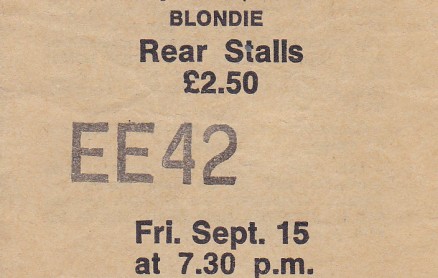 BLONDIE
Rear Stalls
£2.50
EE42
Fri. Sept. 15
at 7.30 p.m.